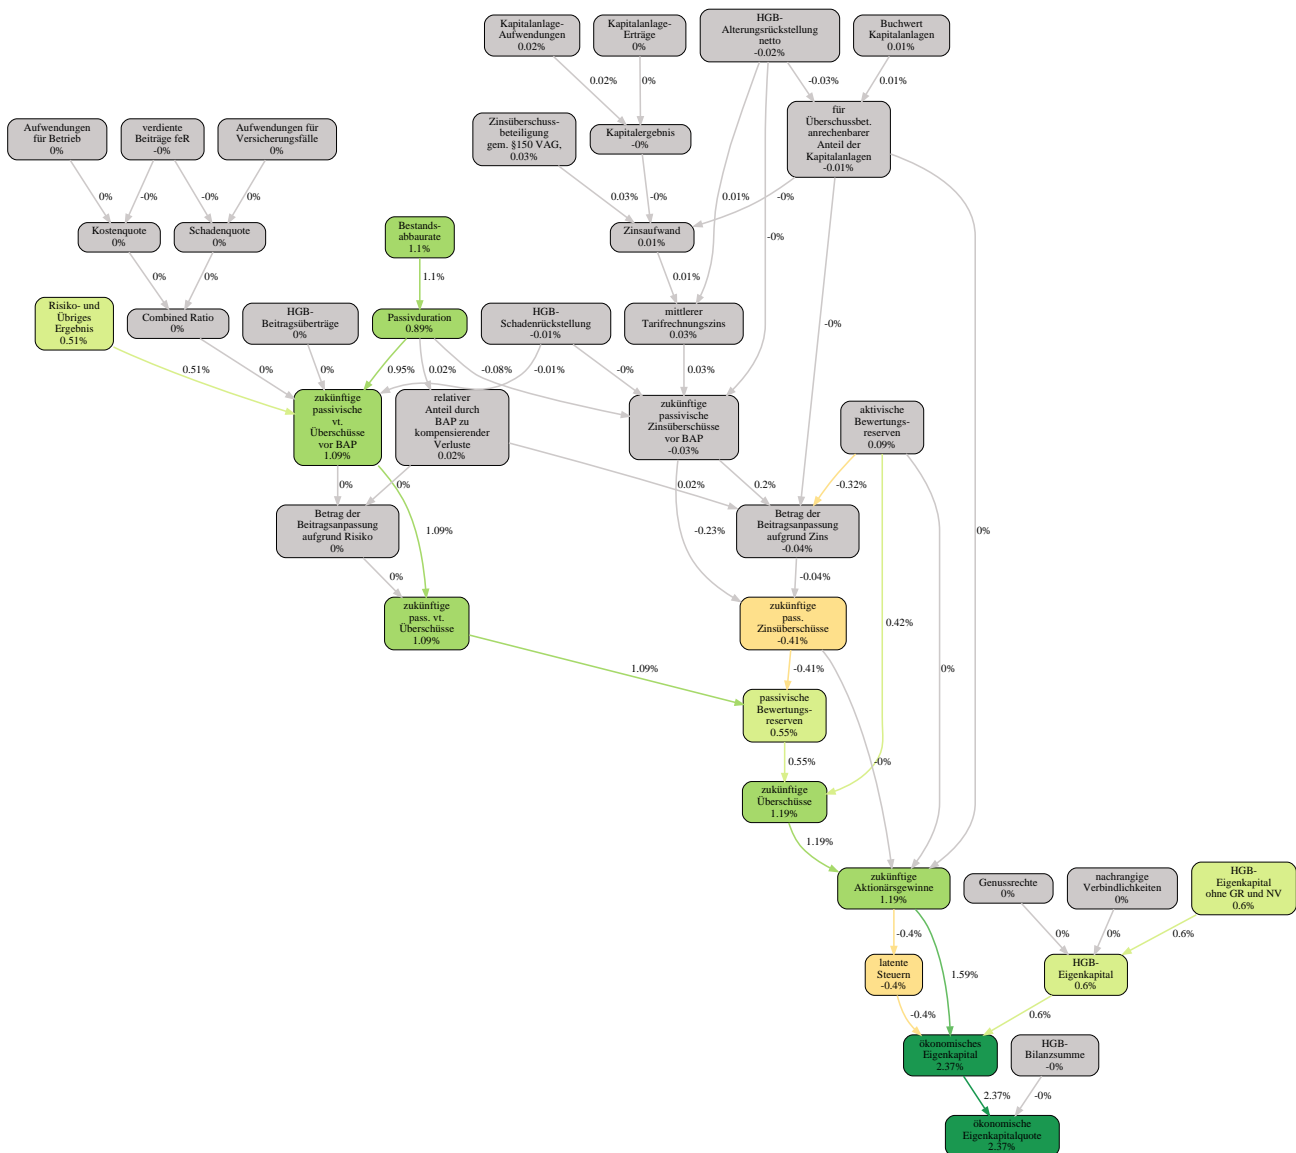 Kapitalanlage-
Aufwendungen
0.02%
Kapitalanlage-
Erträge
0%
HGB-
Alterungsrückstellung
netto
-0.02%
Buchwert
Kapitalanlagen
0.01%
0.02%
0%
-0.03%
0.01%
Aufwendungen
für Betrieb
0%
verdiente
Beiträge feR
-0%
Aufwendungen für
Versicherungsfälle
0%
Zinsüberschuss-
beteiligung
gem. §150 VAG,
0.03%
Kapitalergebnis
-0%
für
Überschussbet.
anrechenbarer
Anteil der
Kapitalanlagen
-0.01%
0%
-0%
-0%
0%
0.03%
-0%
0.01%
-0%
-0%
Kostenquote
0%
Schadenquote
0%
Bestands-
abbaurate
1.1%
Zinsaufwand
0.01%
0%
0%
1.1%
0.01%
Risiko- und
Übriges
Ergebnis
0.51%
Combined Ratio
0%
HGB-
Beitragsüberträge
0%
Passivduration
0.89%
HGB-
Schadenrückstellung
-0.01%
mittlerer
Tarifrechnungszins
0.03%
-0%
0.51%
0%
0%
0.95%
0.02%
-0.08%
-0.01%
-0%
0.03%
zukünftige
passivische
vt.
Überschüsse
vor BAP
1.09%
relativer
Anteil durch
BAP zu
kompensierender
Verluste
0.02%
zukünftige
passivische
Zinsüberschüsse
vor BAP
-0.03%
aktivische
Bewertungs-
reserven
0.09%
0%
0%
0.02%
0.2%
-0.32%
Betrag der
Beitragsanpassung
aufgrund Risiko
0%
1.09%
-0.23%
Betrag der
Beitragsanpassung
aufgrund Zins
-0.04%
0%
0%
-0.04%
zukünftige
pass. vt.
Überschüsse
1.09%
zukünftige
pass.
Zinsüberschüsse
-0.41%
0.42%
0%
1.09%
-0.41%
passivische
Bewertungs-
reserven
0.55%
0.55%
-0%
zukünftige
Überschüsse
1.19%
1.19%
zukünftige
Aktionärsgewinne
1.19%
Genussrechte
0%
nachrangige
Verbindlichkeiten
0%
HGB-
Eigenkapital
ohne GR und NV
0.6%
-0.4%
0%
0%
0.6%
latente
Steuern
-0.4%
1.59%
HGB-
Eigenkapital
0.6%
-0.4%
0.6%
ökonomisches
Eigenkapital
2.37%
HGB-
Bilanzsumme
-0%
2.37%
-0%
ökonomische
Eigenkapitalquote
2.37%